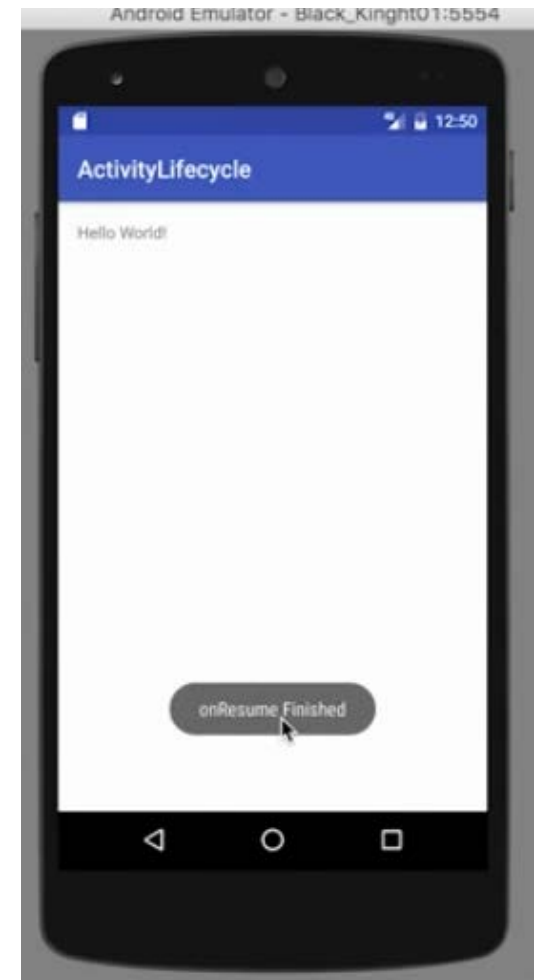 Android Emulator - Black_Kinght01:5554
12:50
ActivityLifecycle
Hello World!
onResume Finished